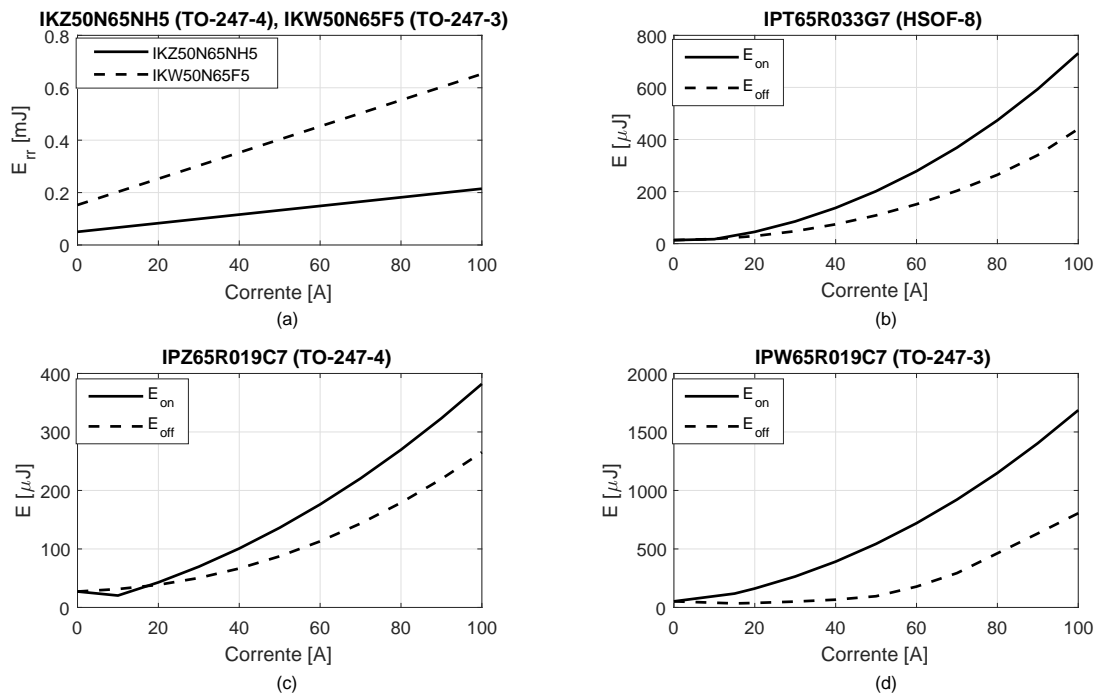 IKZ50N65NH5 (TO-247-4), IKW50N65F5 (TO-247-3)
IKZ50N65NH5
IKW50N65F5
E_rr [mJ]
0.8
0.6
0.4
0.2
0
0 20 40 60 80 100
Corrente [A]
(a)
IPT65R033G7 (HSOF-8)
E_on
E_off
E [μJ]
800
600
400
200
0
0 20 40 60 80 100
Corrente [A]
(b)
IPZ65R019C7 (TO-247-4)
E_on
E_off
E [μJ]
400
300
200
100
0
0 20 40 60 80 100
Corrente [A]
(c)
IPW65R019C7 (TO-247-3)
E_on
E_off
E [μJ]
2000
1500
1000
500
0
0 20 40 60 80 100
Corrente [A]
(d)